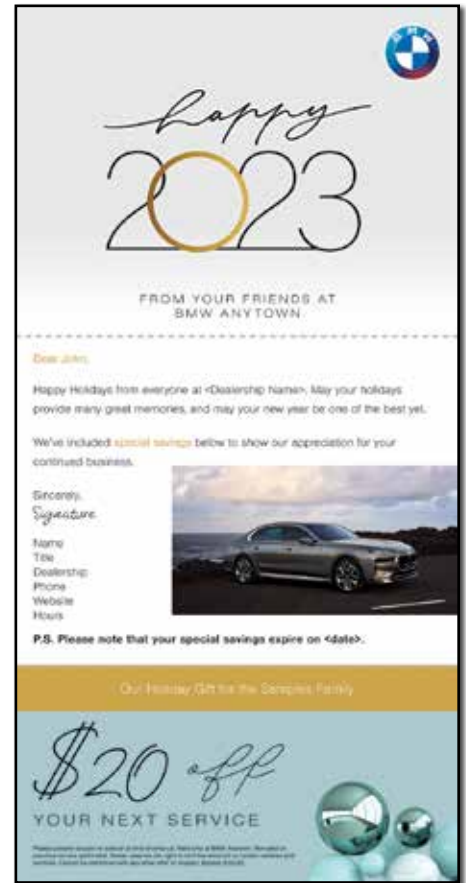 BMW
happy
2023
FROM YOUR FRIENDS AT
BMW ANYTOWN
Dear John,
Happy Holidays from everyone at <Dealership Name>. May your holidays
provide many great memories, and may your new year be one of the best yet.
We've included special savings below to show our appreciation for your
continued business.
Sincerely,
Signature
Name
Title
Dealership
Phone
Website
Hours
P.S. Please note that your special savings expire on <date>.
Our Holiday Gift for the Samples Family
$20 off
YOUR NEXT SERVICE